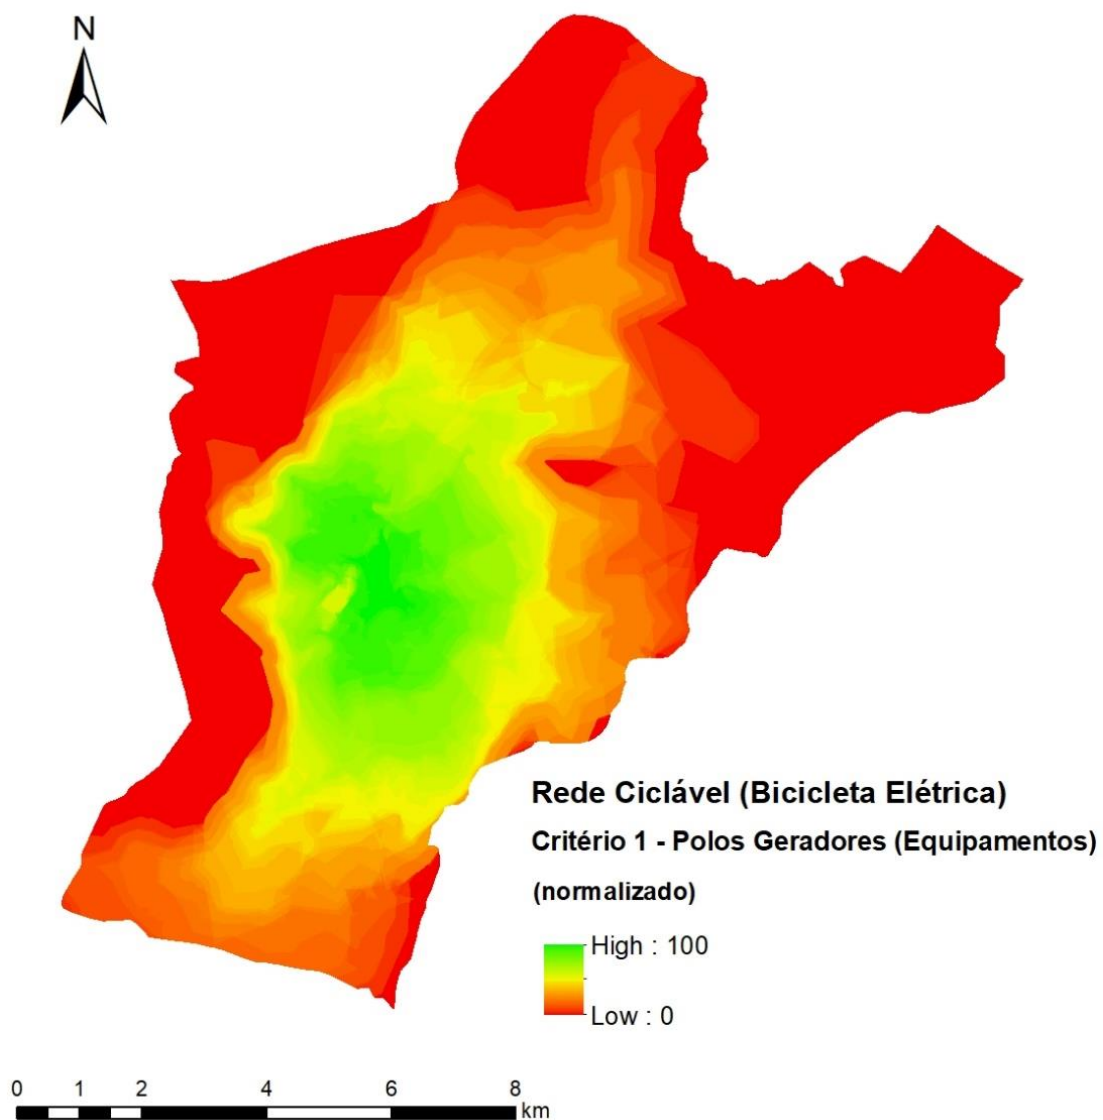 N
Rede Ciclável (Bicicleta Elétrica)
Critério 1 - Polos Geradores (Equipamentos)
(normalizado)
High : 100
Low : 0
0 1 2 4 6 8
km